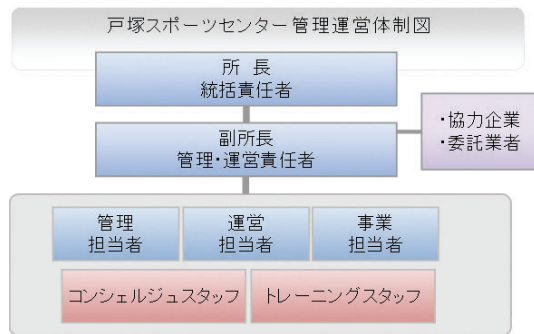 戸塚スポーツセンター管理運営体制図
所 長
統括責任者
副所長
管理・運営責任者
・協力企業
・委託業者
管理
担当者
運営
担当者
事業
担当者
コンシェルジュスタッフ
トレーニングスタッフ